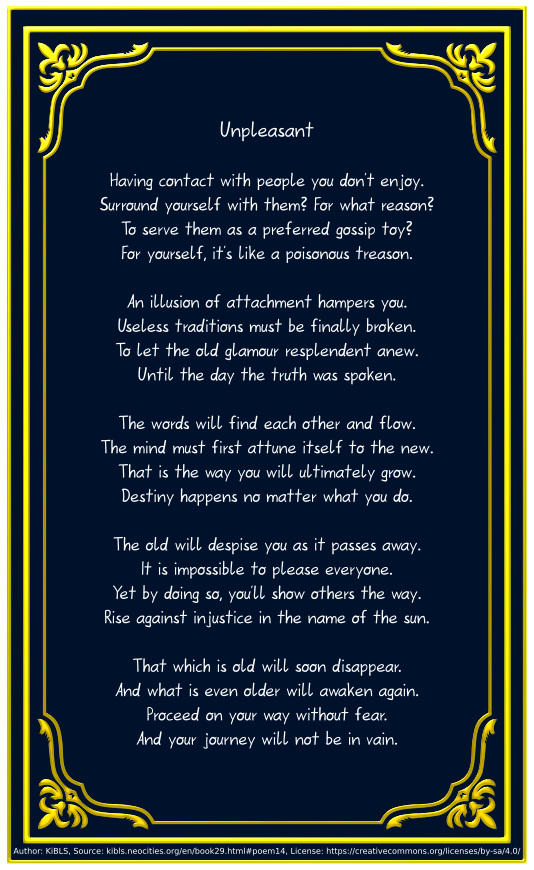 Unpleasant
Having contact with people you don't enjoy.
Surround yourself with them? For what reason?
To serve them as a preferred gossip toy?
For yourself, it's like a poisonous treason.
An illusion of attachment hampers you.
Useless traditions must be finally broken.
To let the old glamour resplendent anew.
Until the day the truth was spoken.
The words will find each other and flow.
The mind must first attune itself to the new.
That is the way you will ultimately grow.
Destiny happens no matter what you do.
The old will despise you as it passes away.
It is impossible to please everyone.
Yet by doing so, you'll show others the way.
Rise against injustice in the name of the sun.
That which is old will soon disappear.
And what is even older will awaken again.
Proceed on your way without fear.
And your journey will not be in vain.
Author: KiBLS, Source: kibls.neocities.org/en/book29.html#poem14, License: https://creativecommons.org/licenses/by-sa/4.0/